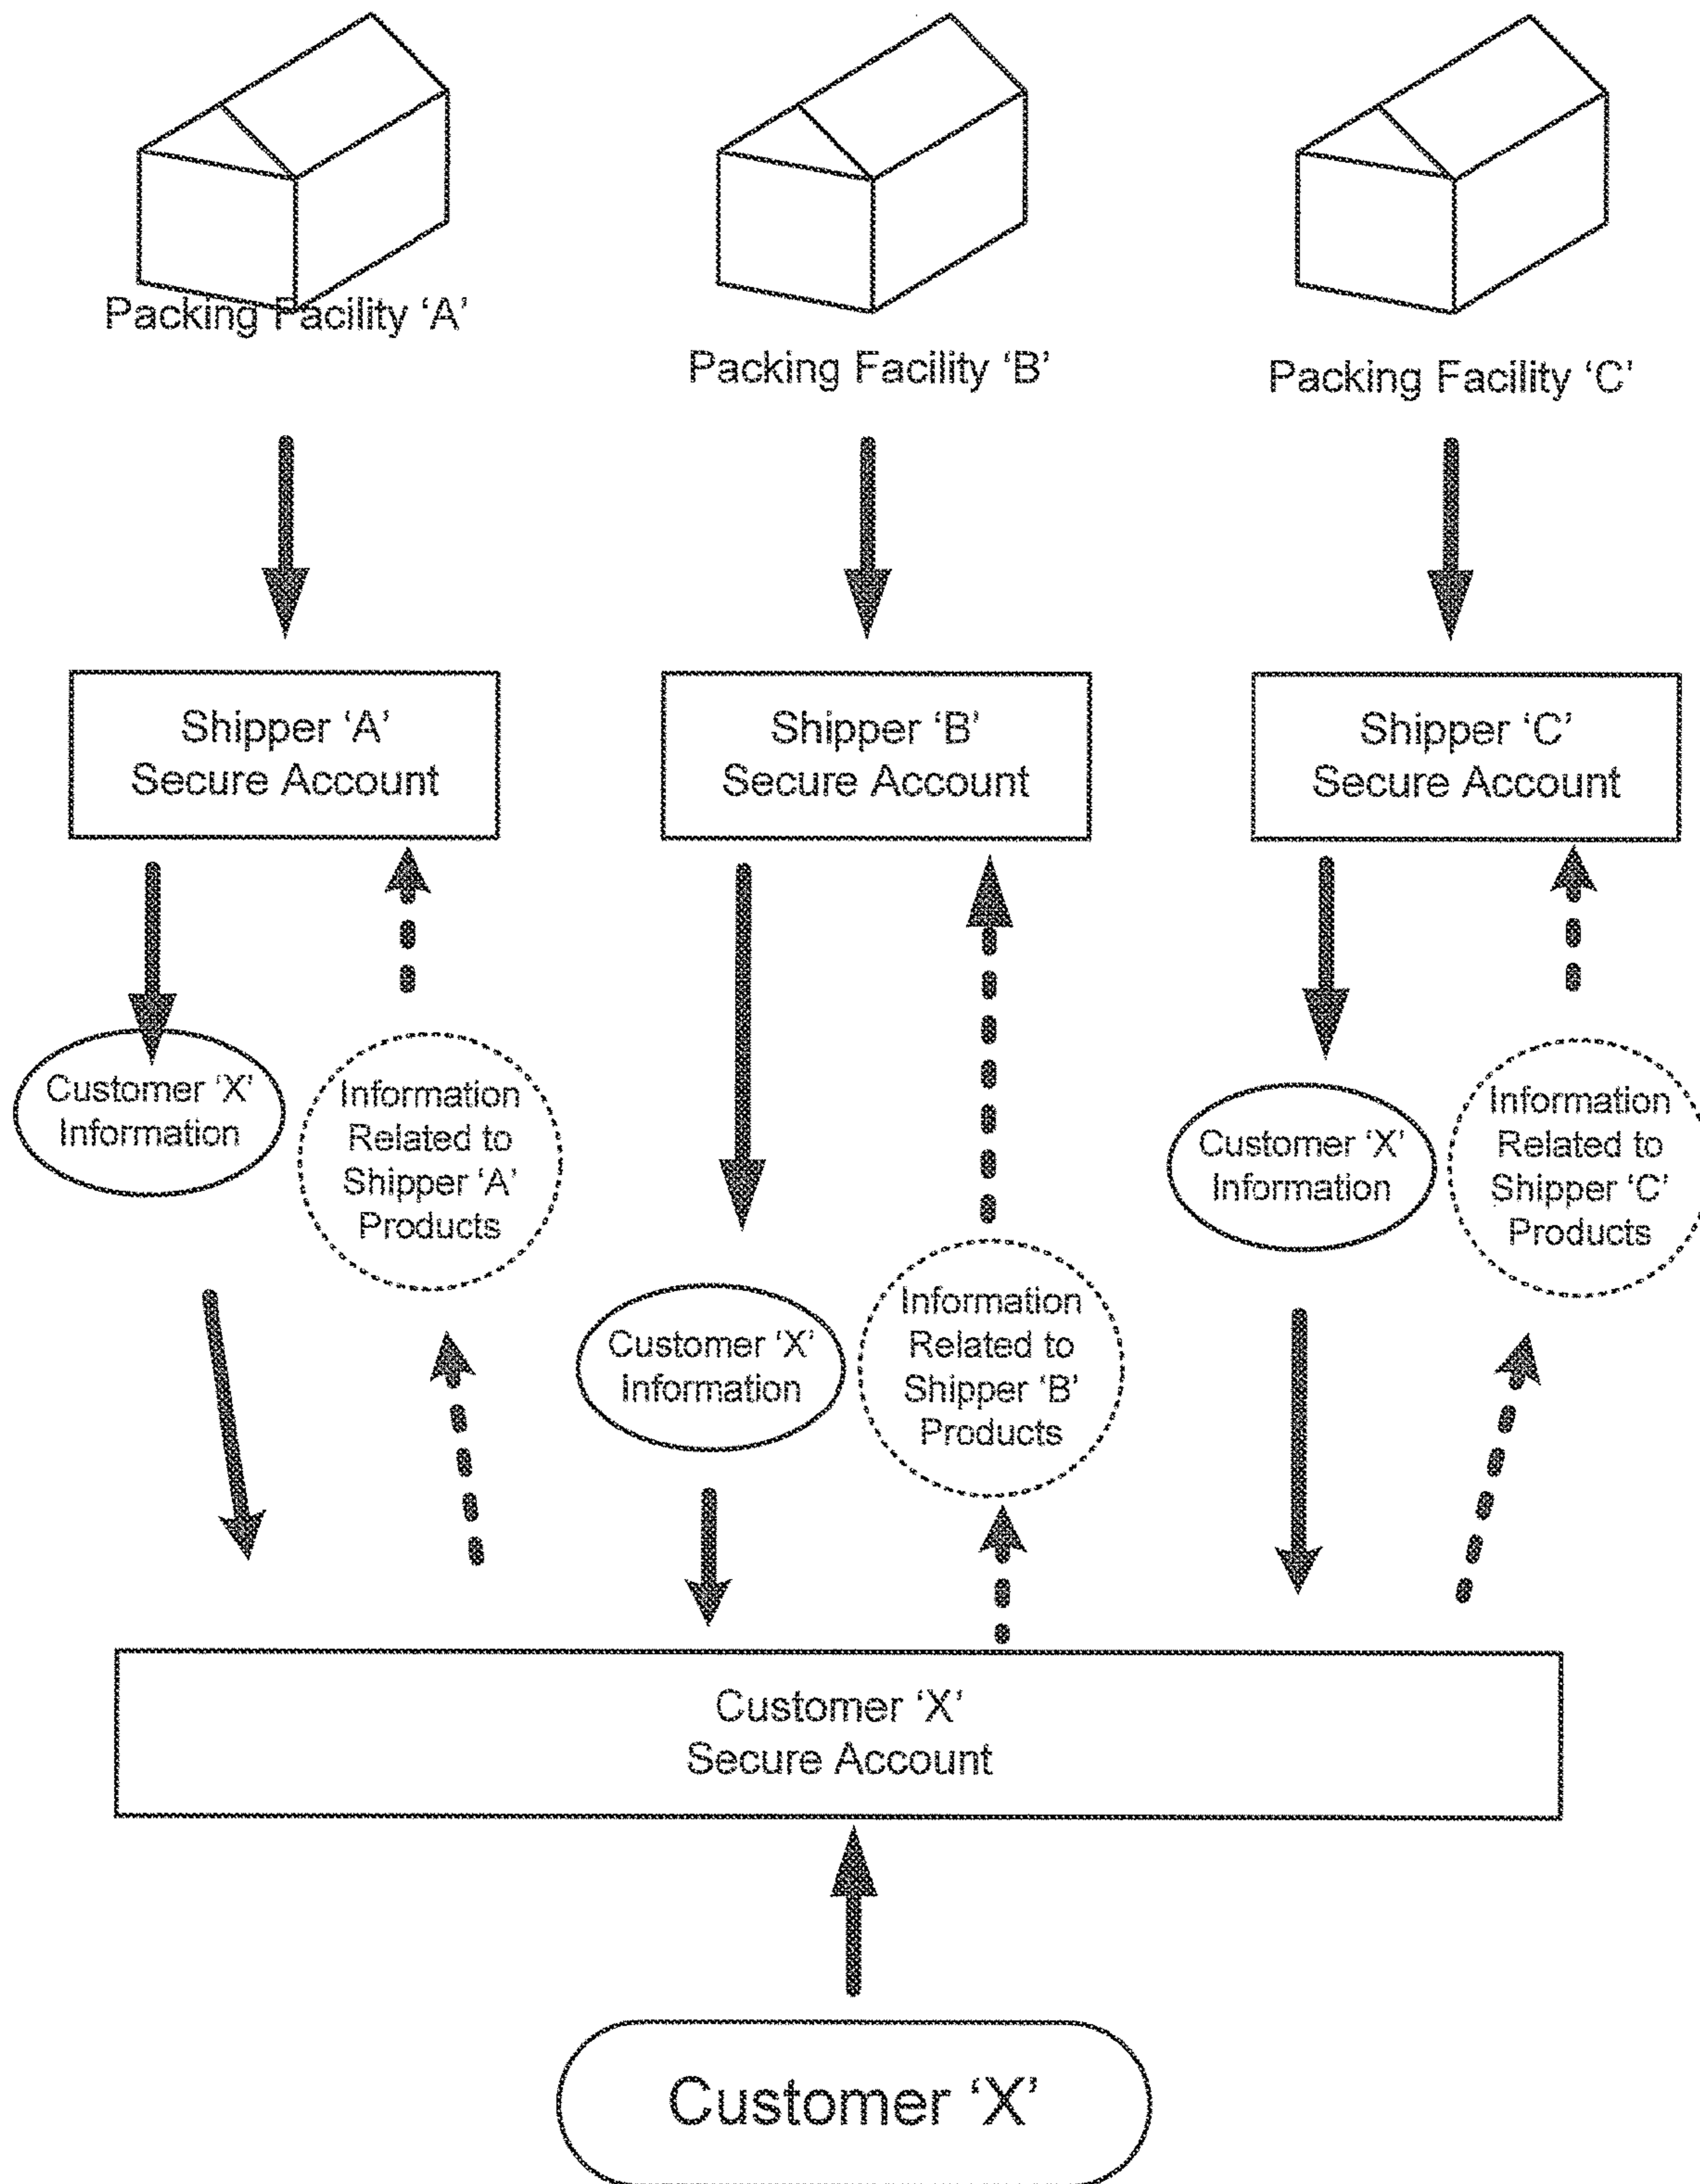 Packing Facility ‘A’
Packing Facility ‘B’
Packing Facility ‘C’
Shipper ‘A’
Secure Account
Shipper ‘B’
Secure Account
Shipper ‘C’
Secure Account
Customer ‘X’
Information
Information
Related to
Shipper ‘A’
Products
Customer ‘X’
Information
Information
Related to
Shipper ‘B’
Products
Customer ‘X’
Information
Information
Related to
Shipper ‘C’
Products
Customer ‘X’
Secure Account
Customer ‘X’